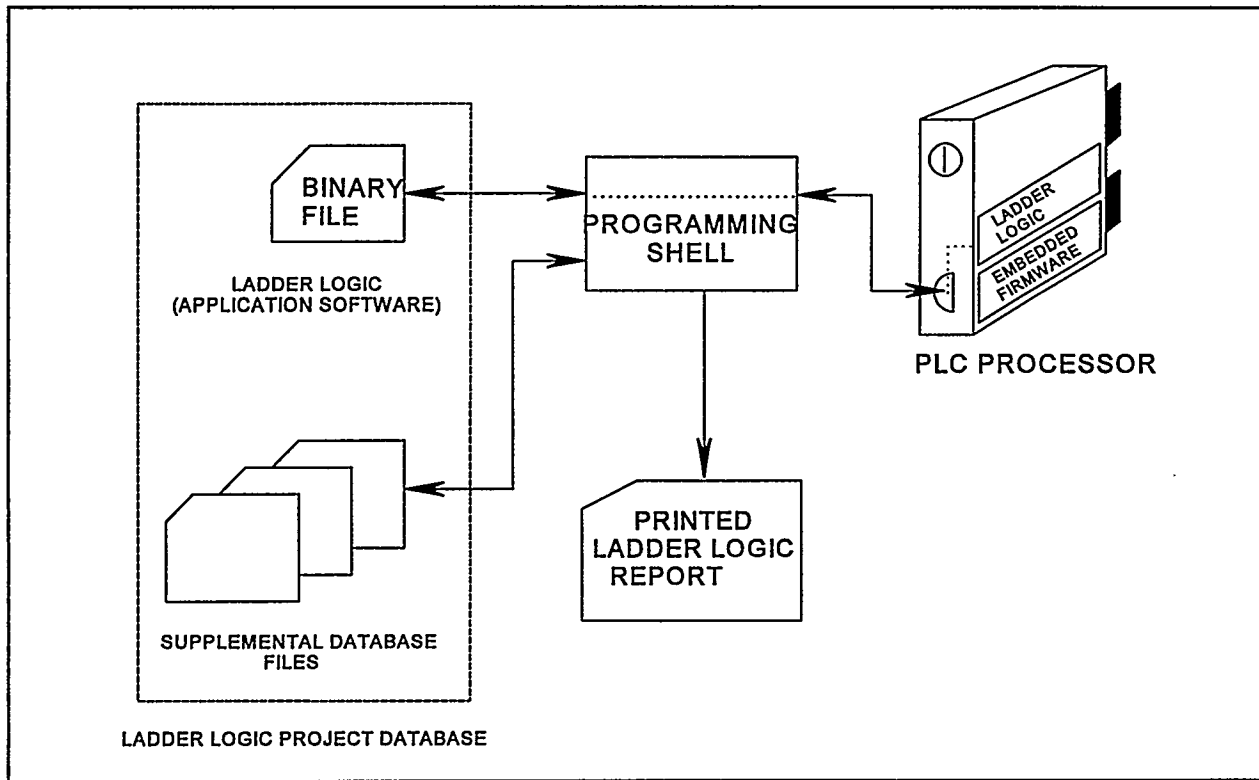 BINARY
FILE
LADDER LOGIC
(APPLICATION SOFTWARE)
SUPPLEMENTAL DATABASE
FILES
LADDER LOGIC PROJECT DATABASE
PROGRAMMING
SHELL
PRINTED
LADDER LOGIC
REPORT
LADDER
LOGIC
EMBEDDED
FIRMWARE
PLC PROCESSOR